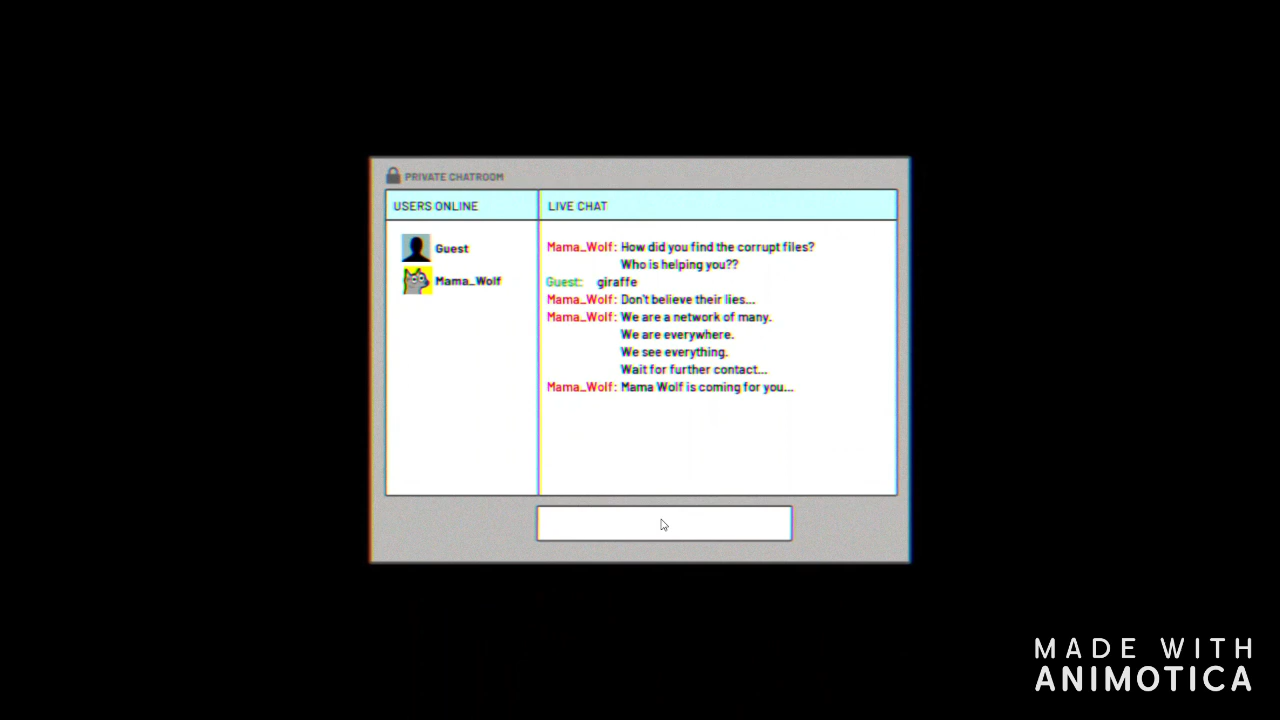 PRIVATE CHATROOM
USERS ONLINE
LIVE CHAT
Guest
Mama_Wolf
Mama_Wolf: How did you find the corrupt files?
Who is helping you??
Guest: giraffe
Mama_Wolf: Don't believe their lies...
Mama_Wolf: We are a network of many.
We are everywhere.
We see everything.
Wait for further contact...
Mama_Wolf: Mama Wolf is coming for you...
MADE WITH
ANIMOTICA